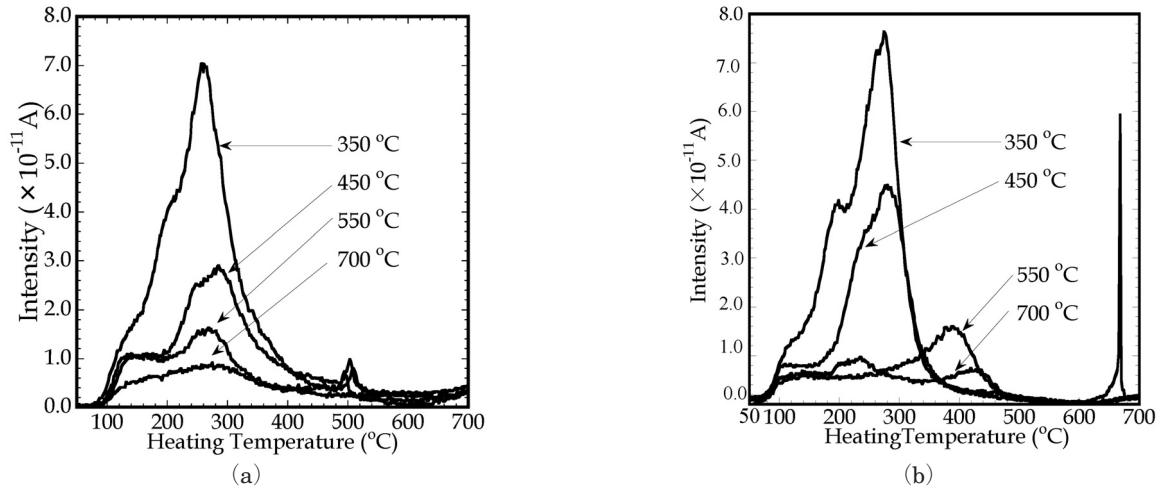 8.0
7.0
6.0
5.0
4.0
3.0
2.0
1.0
0.0
Intensity (×10⁻¹¹A)
350 °C
450 °C
550 °C
700 °C
100 200 300 400 500 600 700
Heating Temperature (°C)
(a)
8.0
7.0
6.0
5.0
4.0
3.0
2.0
1.0
0.0
Intensity (×10⁻¹¹A)
350 °C
450 °C
550 °C
700 °C
50 100 200 300 400 500 600 700
HeatingTemperature (°C)
(b)